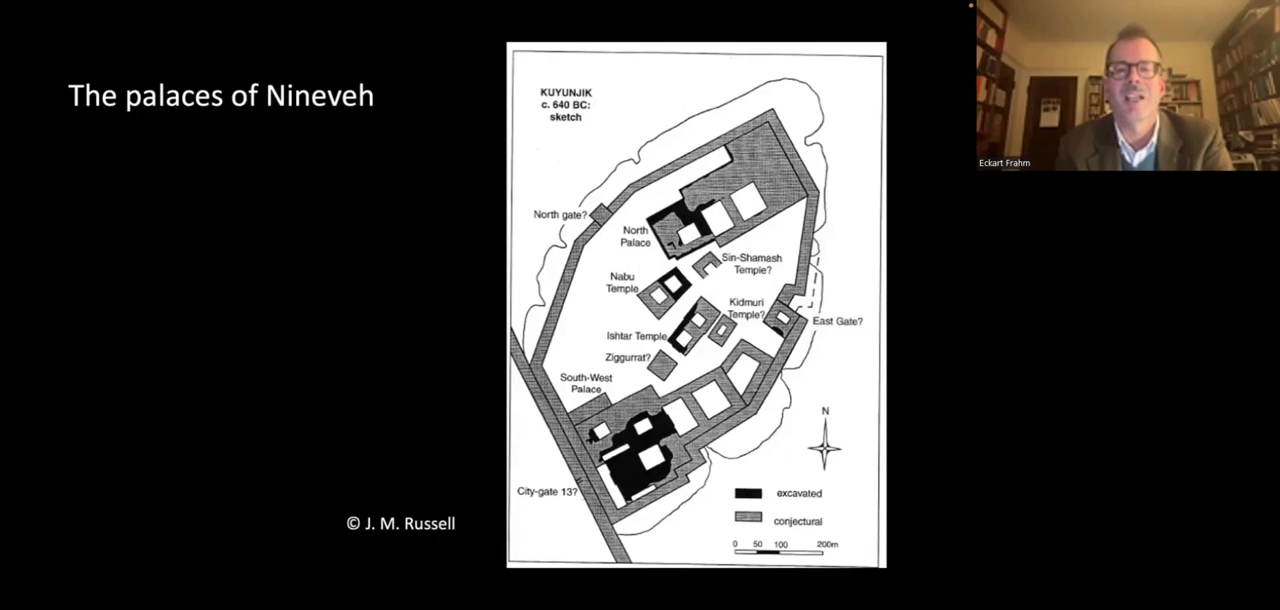 The palaces of Nineveh
KUYUNJIK
c. 640 BC:
sketch
North gate?
North
Palace
Sin-Shamash
Temple?
Nabu
Temple
Kidmuri
Temple?
East Gate?
Ishtar Temple
Ziggurrat?
South-West
Palace
N
City-gate 13?
excavated
conjectural
0 50 100 200m
© J. M. Russell
Eckart Frahm